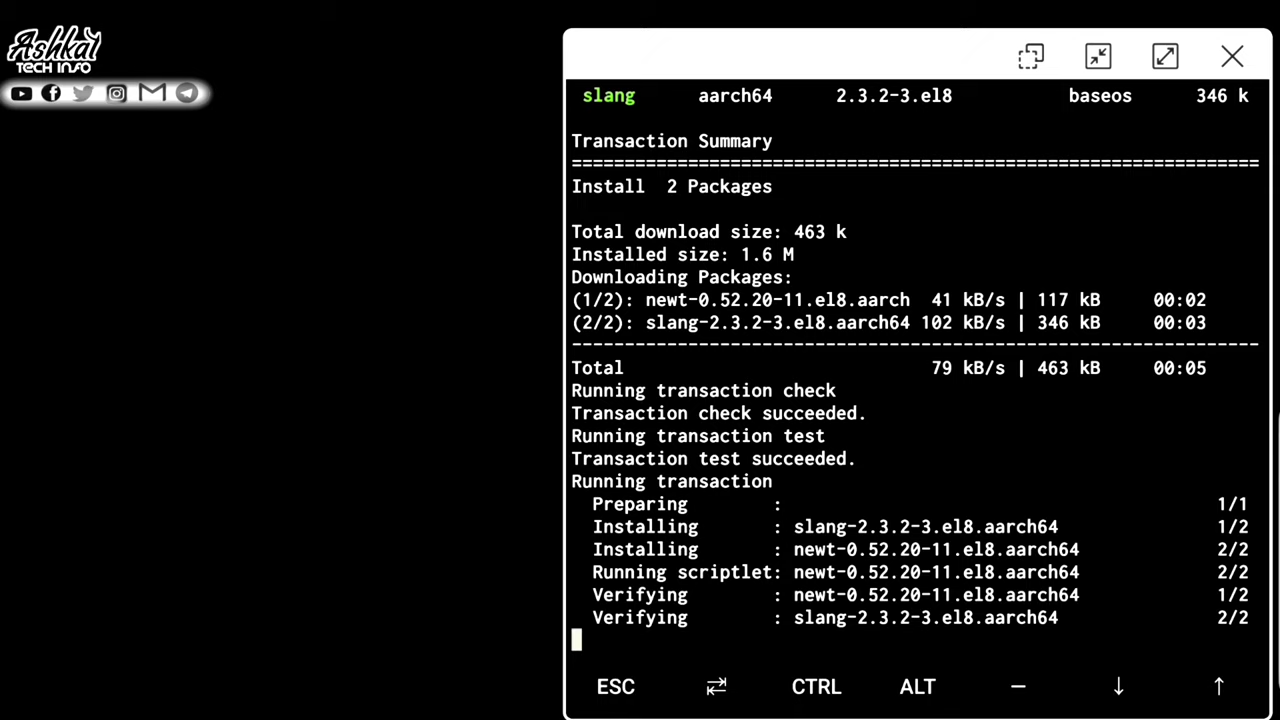 Ashkal
TECH INFO
slang aarch64 2.3.2-3.el8 baseos 346 k
Transaction Summary
================================================================
Install 2 Packages
Total download size: 463 k
Installed size: 1.6 M
Downloading Packages:
(1/2): newt-0.52.20-11.el8.aarch 41 kB/s | 117 kB 00:02
(2/2): slang-2.3.2-3.el8.aarch64 102 kB/s | 346 kB 00:03
----------------------------------------------------------------
Total 79 kB/s | 463 kB 00:05
Running transaction check
Transaction check succeeded.
Running transaction test
Transaction test succeeded.
Running transaction
Preparing : 1/1
Installing : slang-2.3.2-3.el8.aarch64 1/2
Installing : newt-0.52.20-11.el8.aarch64 2/2
Running scriptlet: newt-0.52.20-11.el8.aarch64 2/2
Verifying : newt-0.52.20-11.el8.aarch64 1/2
Verifying : slang-2.3.2-3.el8.aarch64 2/2
ESC ⇄ CTRL ALT — ↓ ↑